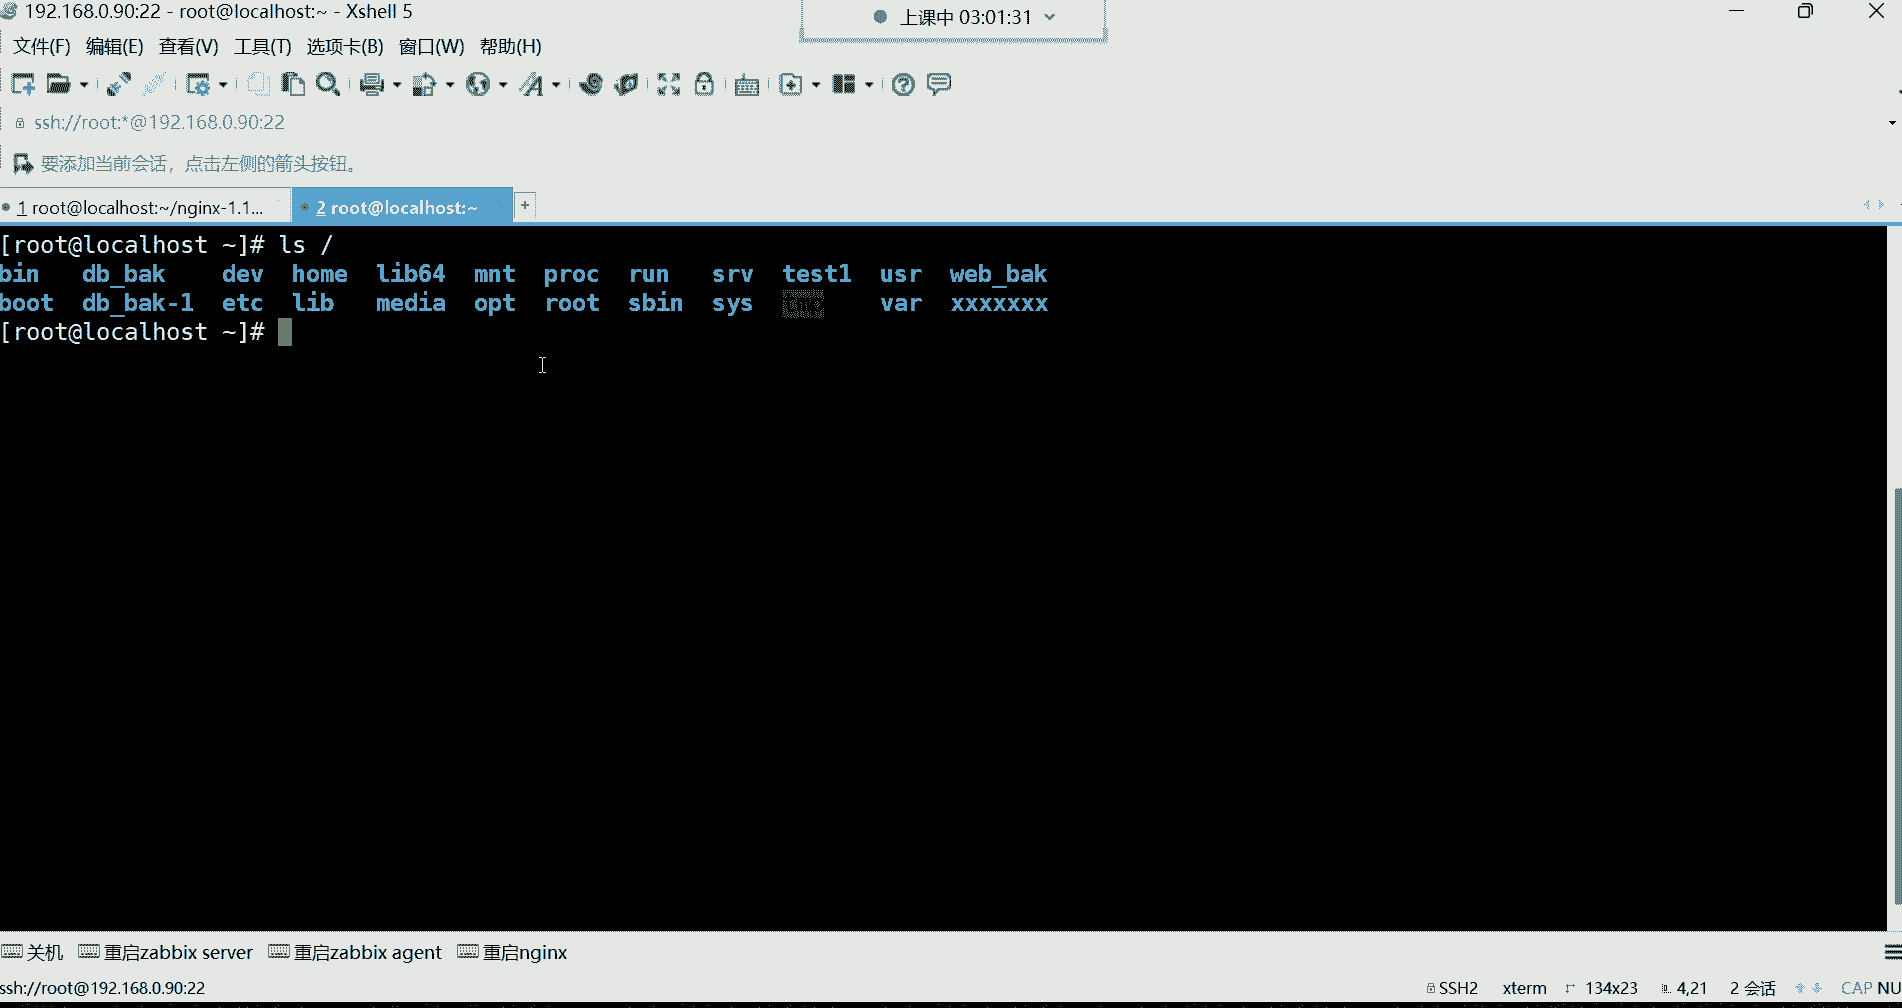 192.168.0.90:22 - root@localhost:~ - Xshell 5
上课中 03:01:31
文件(F) 编辑(E) 查看(V) 工具(T) 选项卡(B) 窗口(W) 帮助(H)
ssh://root:*@192.168.0.90:22
要添加当前会话，点击左侧的箭头按钮。
1 root@localhost:~/nginx-1.1... 2 root@localhost:~
[root@localhost ~]# ls /
bin db_bak dev home lib64 mnt proc run srv test1 usr web_bak
boot db_bak-1 etc lib media opt root sbin sys var xxxxxxx
[root@localhost ~]#
关机 重启zabbix server 重启zabbix agent 重启nginx
ssh://root@192.168.0.90:22 SSH2 xterm 134x23 4,21 2 会话 CAP NU